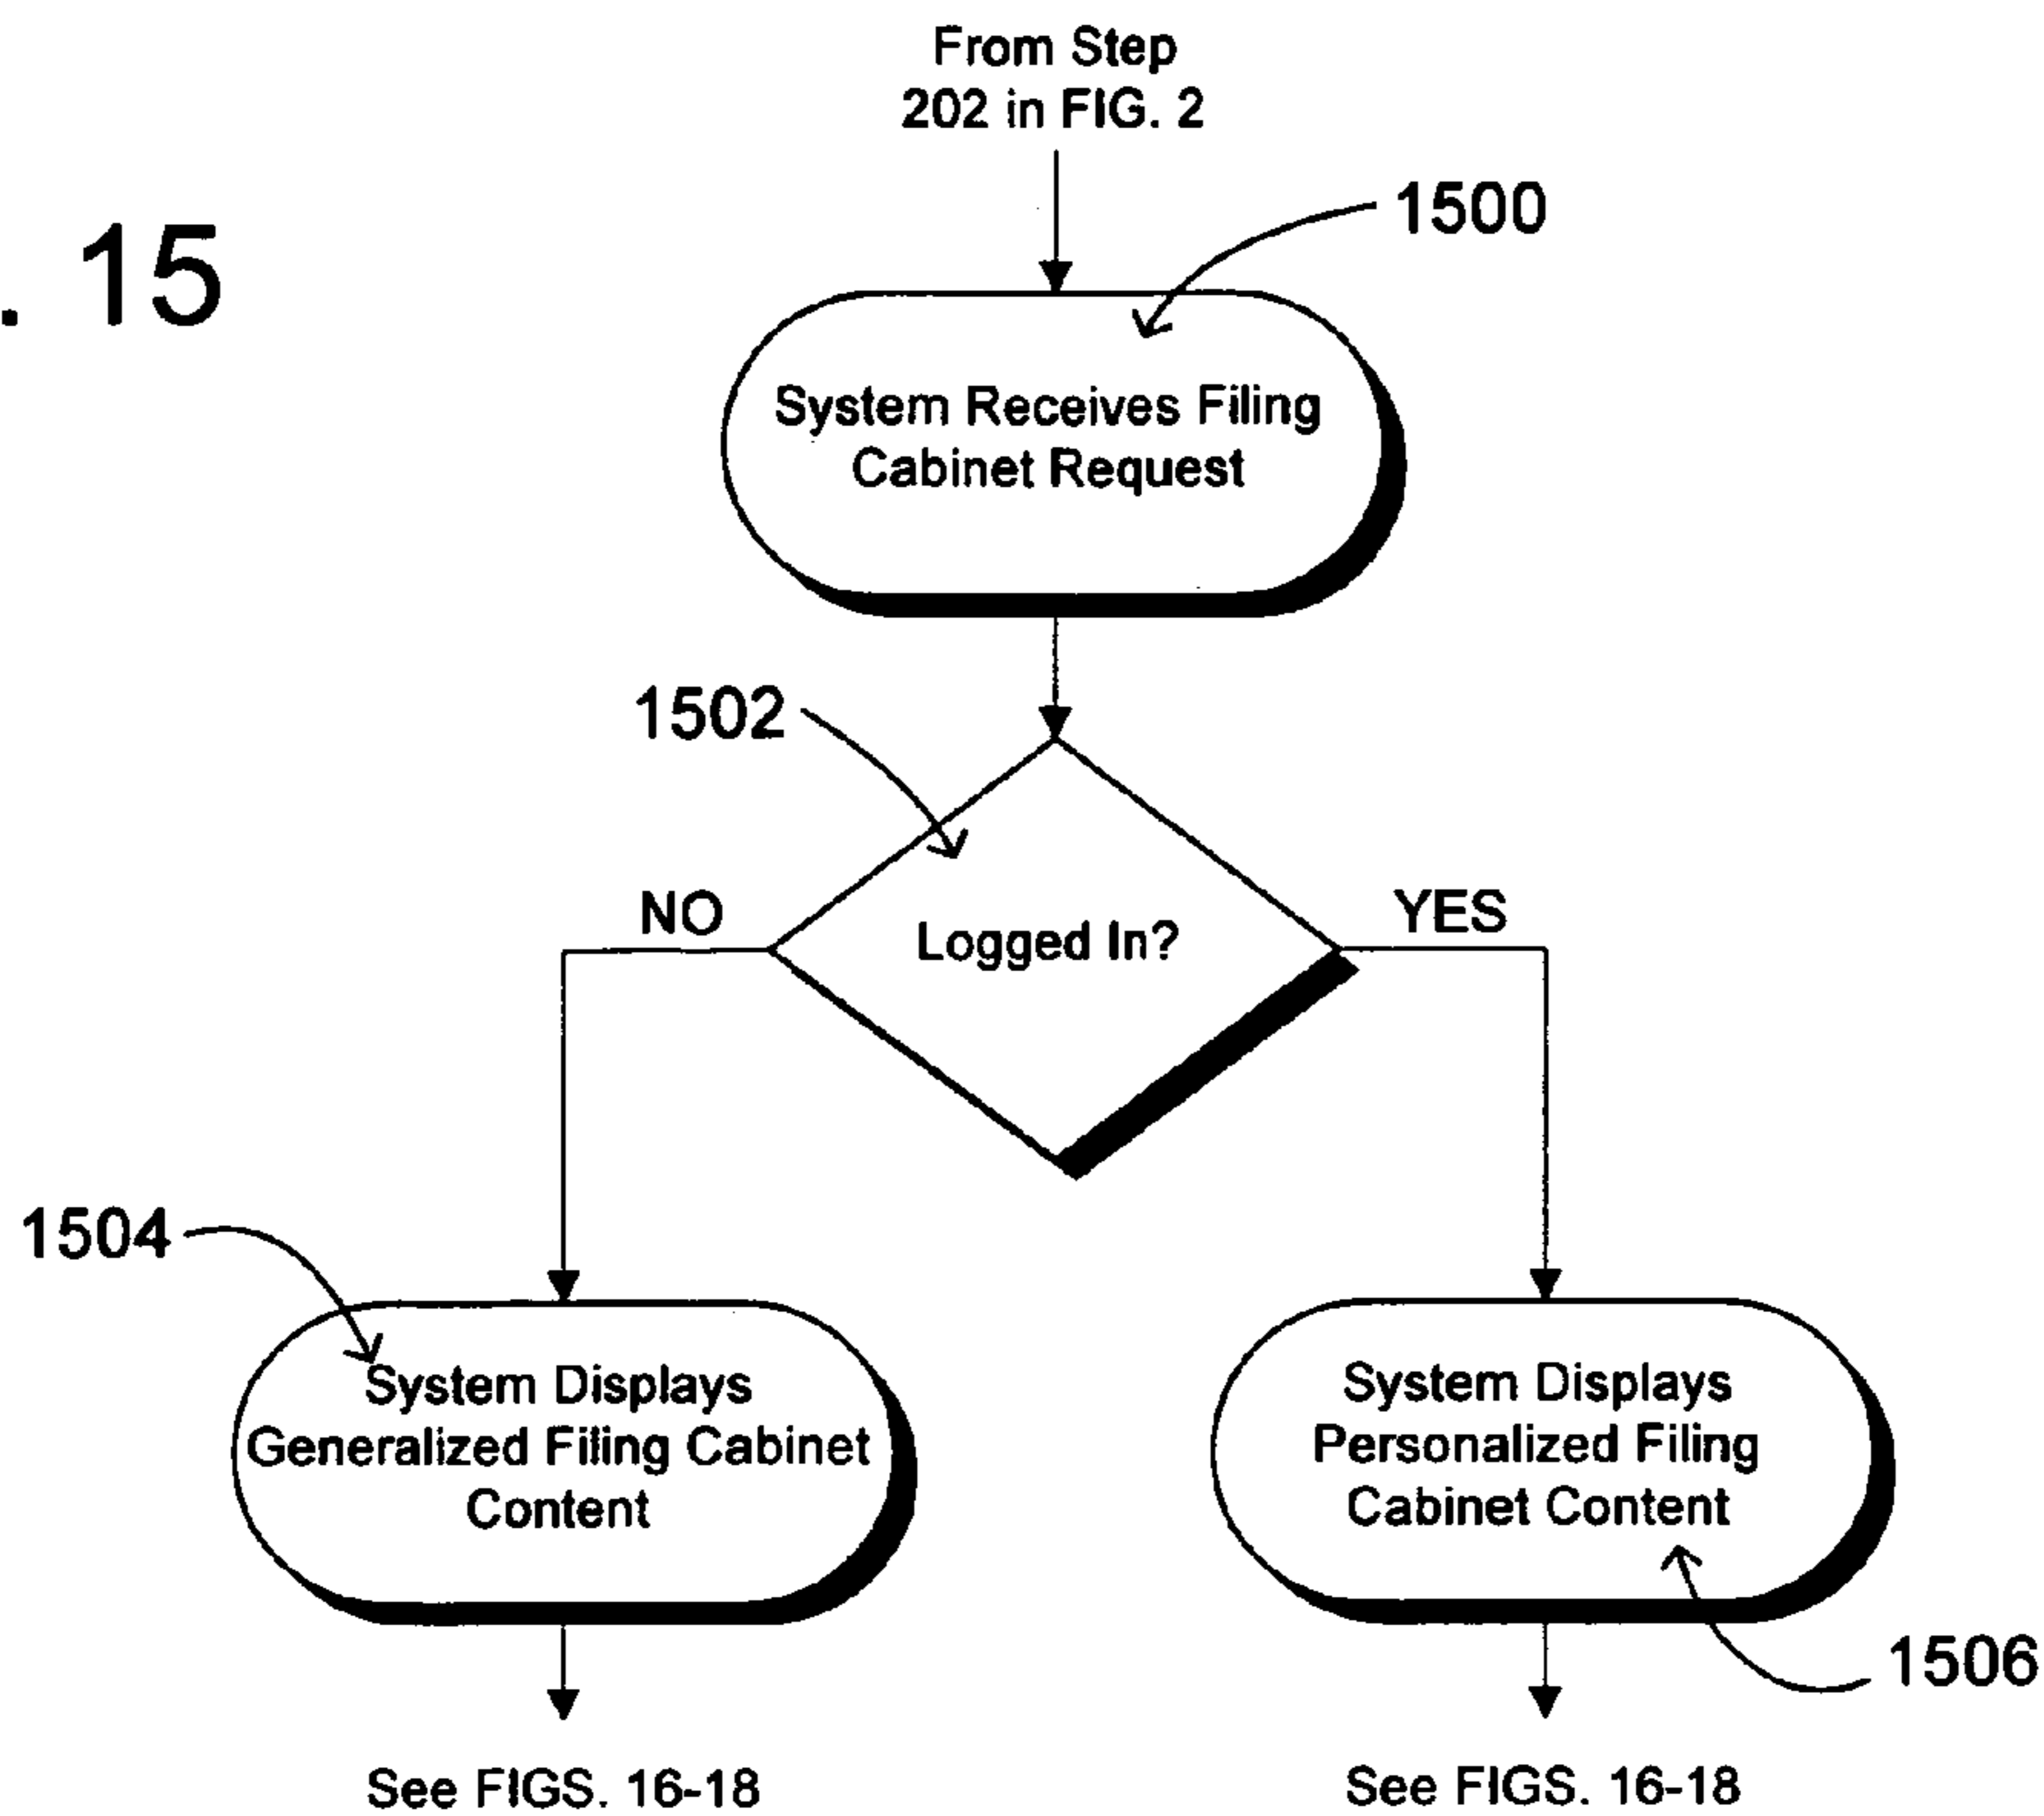 From Step
202 in FIG. 2
. 15
1500
System Receives Filing
Cabinet Request
1502
NO
Logged In?
YES
1504
System Displays
Generalized Filing Cabinet
Content
System Displays
Personalized Filing
Cabinet Content
1506
See FIGS. 16-18
See FIGS. 16-18